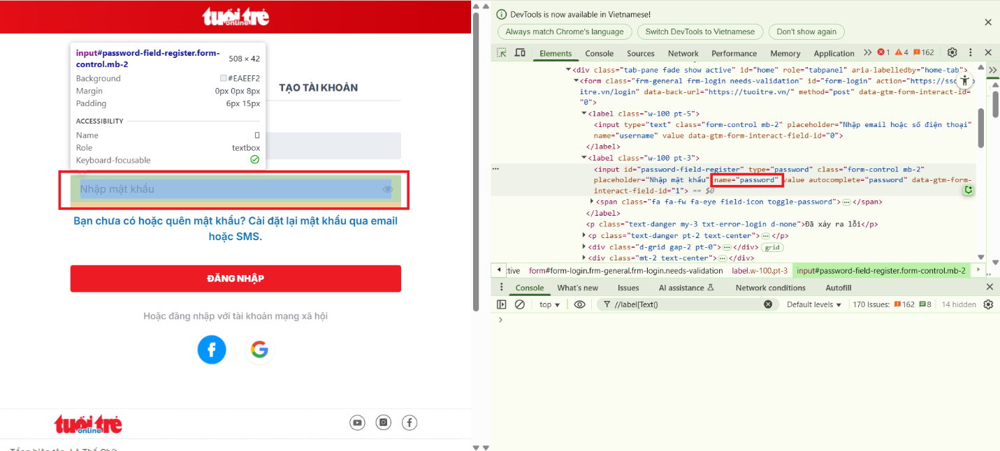 tuổi trẻ
online
input#password-field-register.form-
control.mb-2
508 × 42
Background
#EAEEF2
Margin
0px 0px 8px
Padding
6px 15px
ACCESSIBILITY
Name
Role
textbox
Keyboard-focusable
TẠO TÀI KHOẢN
Nhập mật khẩu
Bạn chưa có hoặc quên mật khẩu? Cài đặt lại mật khẩu qua email
hoặc SMS.
ĐĂNG NHẬP
Hoặc đăng nhập với tài khoản mạng xã hội
f
G
tuổi trẻ
online
Tổng biên tập: Lê Thế Chữ
DevTools is now available in Vietnamese!
Always match Chrome's language
Switch DevTools to Vietnamese
Don't show again
Elements Console Sources Network Performance Memory Application 1 4 162
<div class="tab-pane fade show active" id="home" role="tabpanel" aria-labelledby="home-tab">
<form class="frm-general frm-login needs-validation" id="form-login" action="https://sso
itre.vn/login" data-back-url="https://tuoitre.vn/" method="post" data-gtm-form-interact-id=
"0">
<label class="w-100 pt-5">
<input type="text" class="form-control mb-2" placeholder="Nhập email hoặc số điện thoại"
name="username" value data-gtm-form-interact-field-id="0">
</label>
<label class="w-100 pt-3">
<input id="password-field-register" type="password" class="form-control mb-2"
placeholder="Nhập mật khẩu" name="password" value autocomplete="password" data-gtm-form-
interact-field-id="1"> == $0
<span class="fa fa-fw fa-eye field-icon toggle-password">…</span>
</label>
<p class="text-danger my-3 txt-error-login d-none">Đã xảy ra lỗi</p>
<p class="text-danger pt-2 text-center">…</p>
<div class="d-grid gap-2 pt-0">…</div> grid
<div class="mt-2 text-center">…</div>
tive form#form-login.frm-general.frm-login.needs-validation label.w-100.pt-3 input#password-field-register.form-control.mb-2
Console What's new Issues AI assistance Network conditions Autofill
top //label[Text() Default levels 170 Issues: 162 8 14 hidden